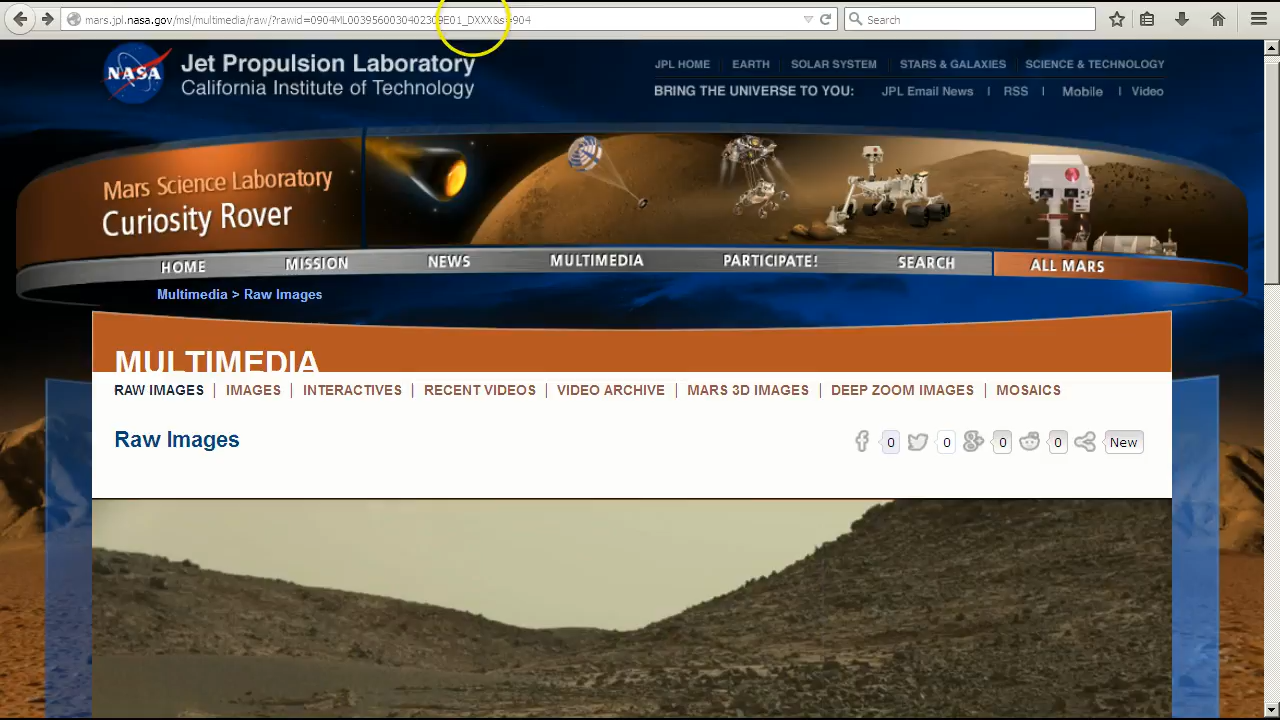 mars.jpl.nasa.gov/msl/multimedia/raw/?rawid=0904ML0039560030402309E01_DXXX&s=904
Search
NASA
Jet Propulsion Laboratory
California Institute of Technology
JPL HOME EARTH SOLAR SYSTEM STARS & GALAXIES SCIENCE & TECHNOLOGY
BRING THE UNIVERSE TO YOU: JPL Email News | RSS | Mobile | Video
Mars Science Laboratory
Curiosity Rover
HOME MISSION NEWS MULTIMEDIA PARTICIPATE! SEARCH ALL MARS
Multimedia > Raw Images
MULTIMEDIA
RAW IMAGES | IMAGES | INTERACTIVES | RECENT VIDEOS | VIDEO ARCHIVE | MARS 3D IMAGES | DEEP ZOOM IMAGES | MOSAICS
Raw Images
0 0 0 0 New